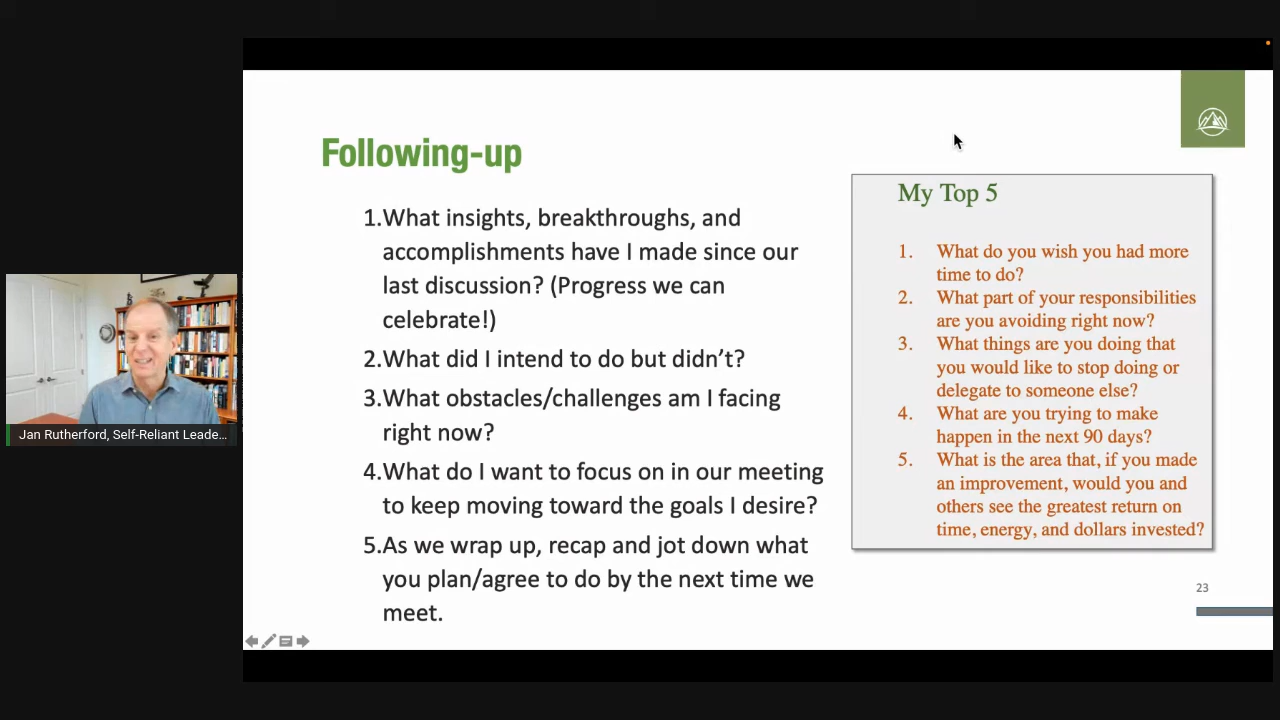 Following-up
1.What insights, breakthroughs, and
accomplishments have I made since our
last discussion? (Progress we can
celebrate!)
2.What did I intend to do but didn’t?
3.What obstacles/challenges am I facing
right now?
4.What do I want to focus on in our meeting
to keep moving toward the goals I desire?
5.As we wrap up, recap and jot down what
you plan/agree to do by the next time we
meet.
My Top 5
1. What do you wish you had more
time to do?
2. What part of your responsibilities
are you avoiding right now?
3. What things are you doing that
you would like to stop doing or
delegate to someone else?
4. What are you trying to make
happen in the next 90 days?
5. What is the area that, if you made
an improvement, would you and
others see the greatest return on
time, energy, and dollars invested?
23
Jan Rutherford, Self-Reliant Leade...